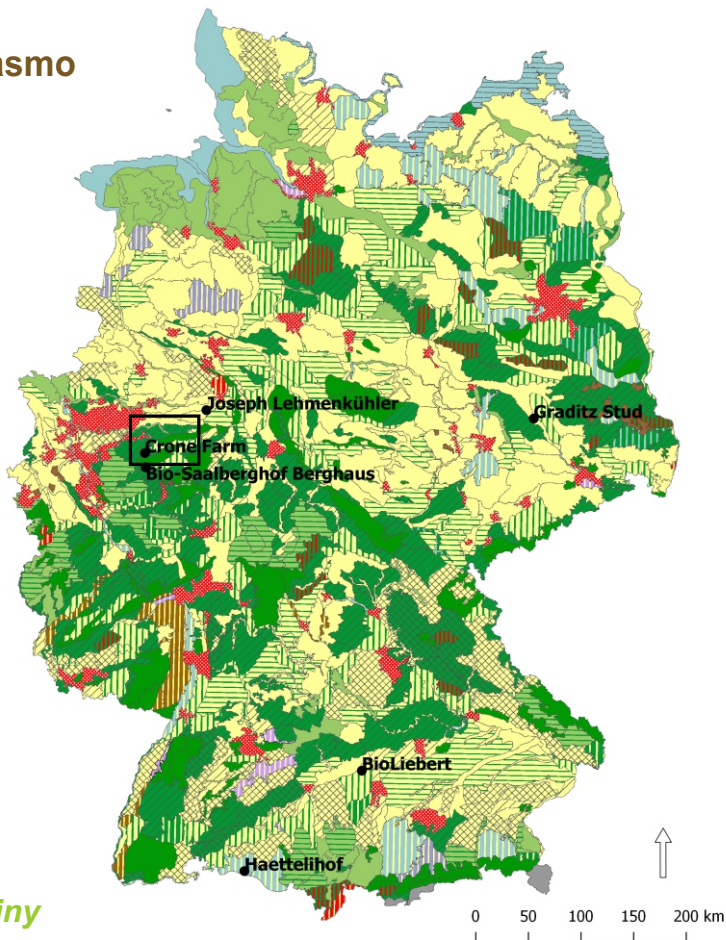 asmo
Joseph Lehmenkühler
Graditz Stud
Crone Farm
Bio-Saalberghof Berghaus
BioLiebert
Haettelihof
iny
0 50 100 150 200 km